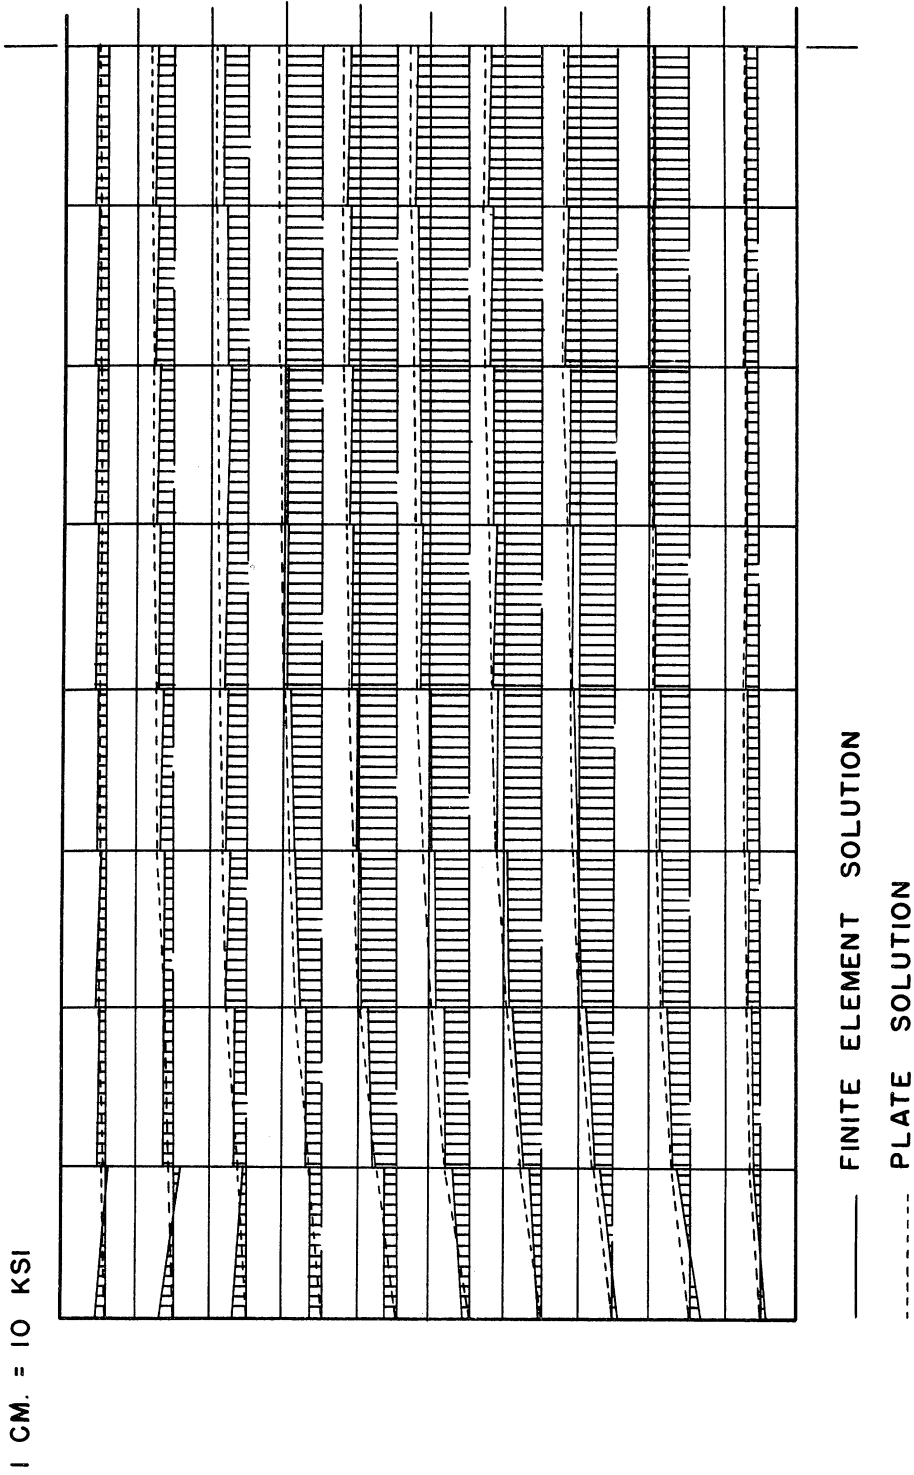 1 CM. = 10 KSI
FINITE ELEMENT SOLUTION
PLATE SOLUTION